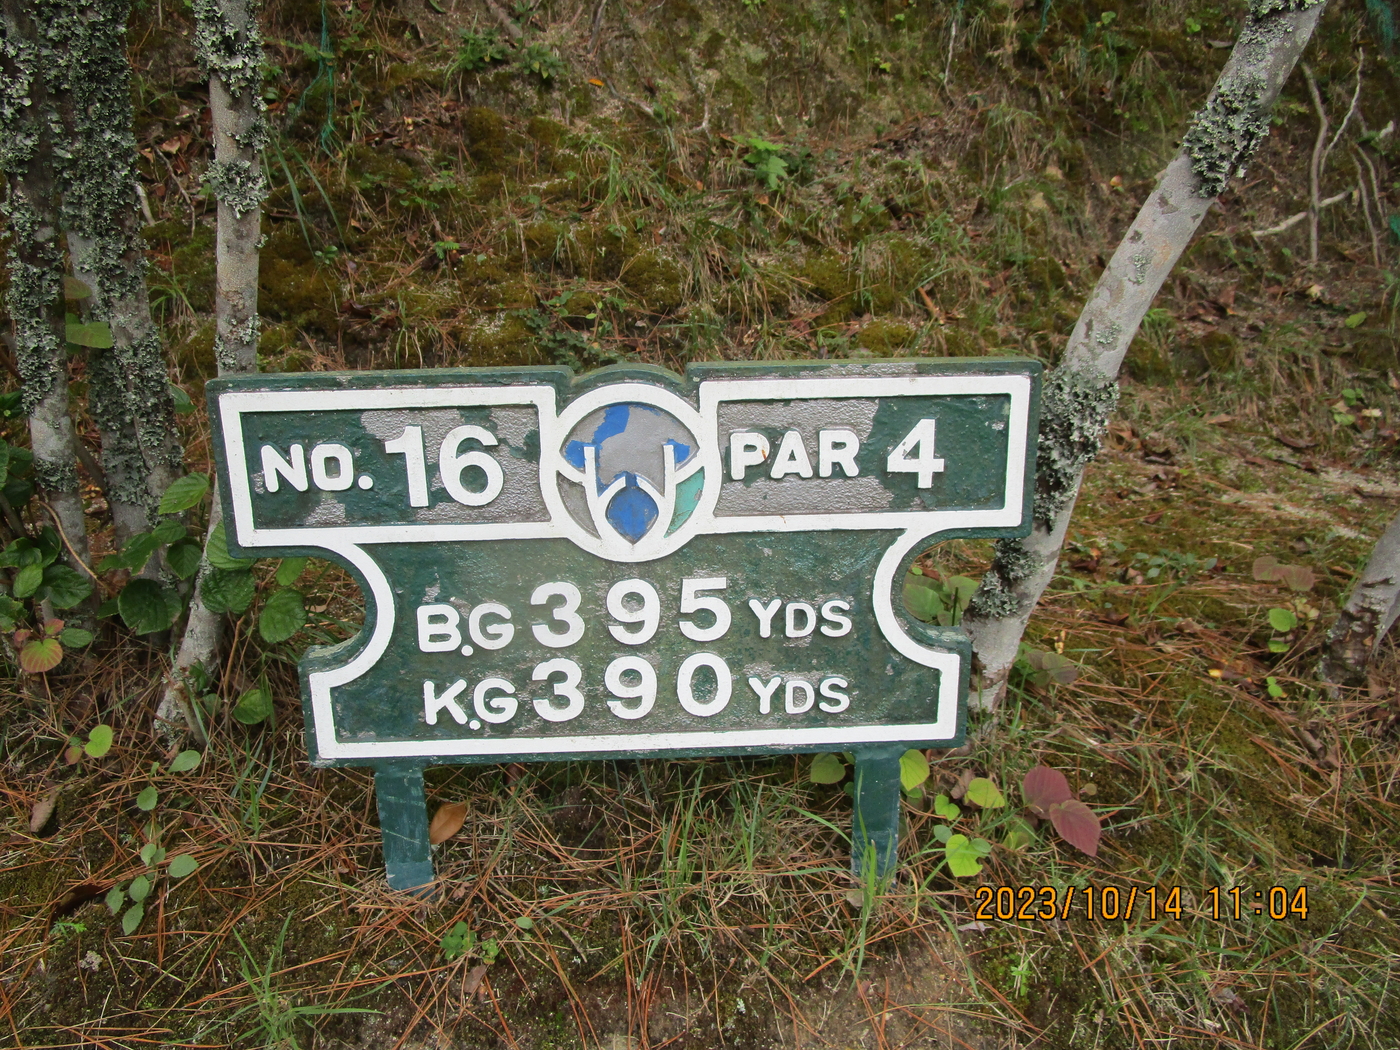 NO. 16 PAR 4
B.G 395 YDS
K.G 390 YDS
2023/10/14 11:04